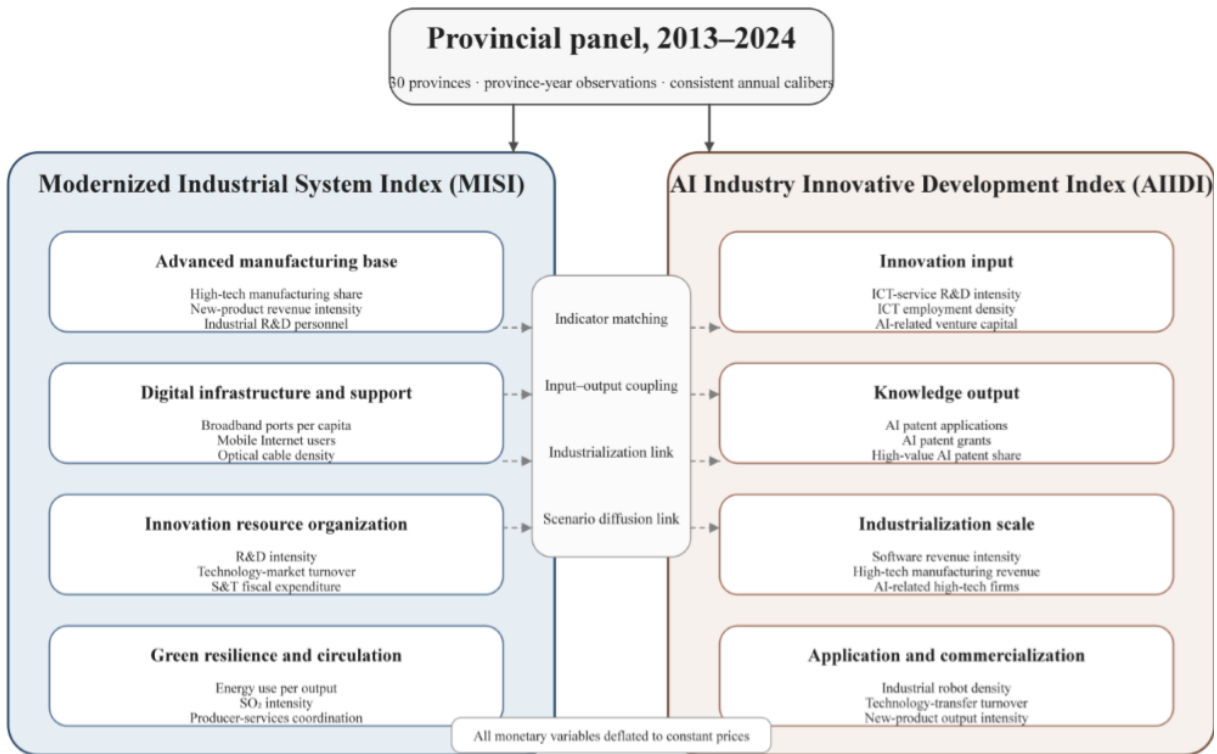 Provincial panel, 2013–2024
30 provinces · province-year observations · consistent annual calibers
Modernized Industrial System Index (MISI)
Advanced manufacturing base
High-tech manufacturing share
New-product revenue intensity
Industrial R&D personnel
Digital infrastructure and support
Broadband ports per capita
Mobile Internet users
Optical cable density
Innovation resource organization
R&D intensity
Technology-market turnover
S&T fiscal expenditure
Green resilience and circulation
Energy use per output
SO₂ intensity
Producer-services coordination
Indicator matching
Input–output coupling
Industrialization link
Scenario diffusion link
AI Industry Innovative Development Index (AIIDI)
Innovation input
ICT-service R&D intensity
ICT employment density
AI-related venture capital
Knowledge output
AI patent applications
AI patent grants
High-value AI patent share
Industrialization scale
Software revenue intensity
High-tech manufacturing revenue
AI-related high-tech firms
Application and commercialization
Industrial robot density
Technology-transfer turnover
New-product output intensity
All monetary variables deflated to constant prices